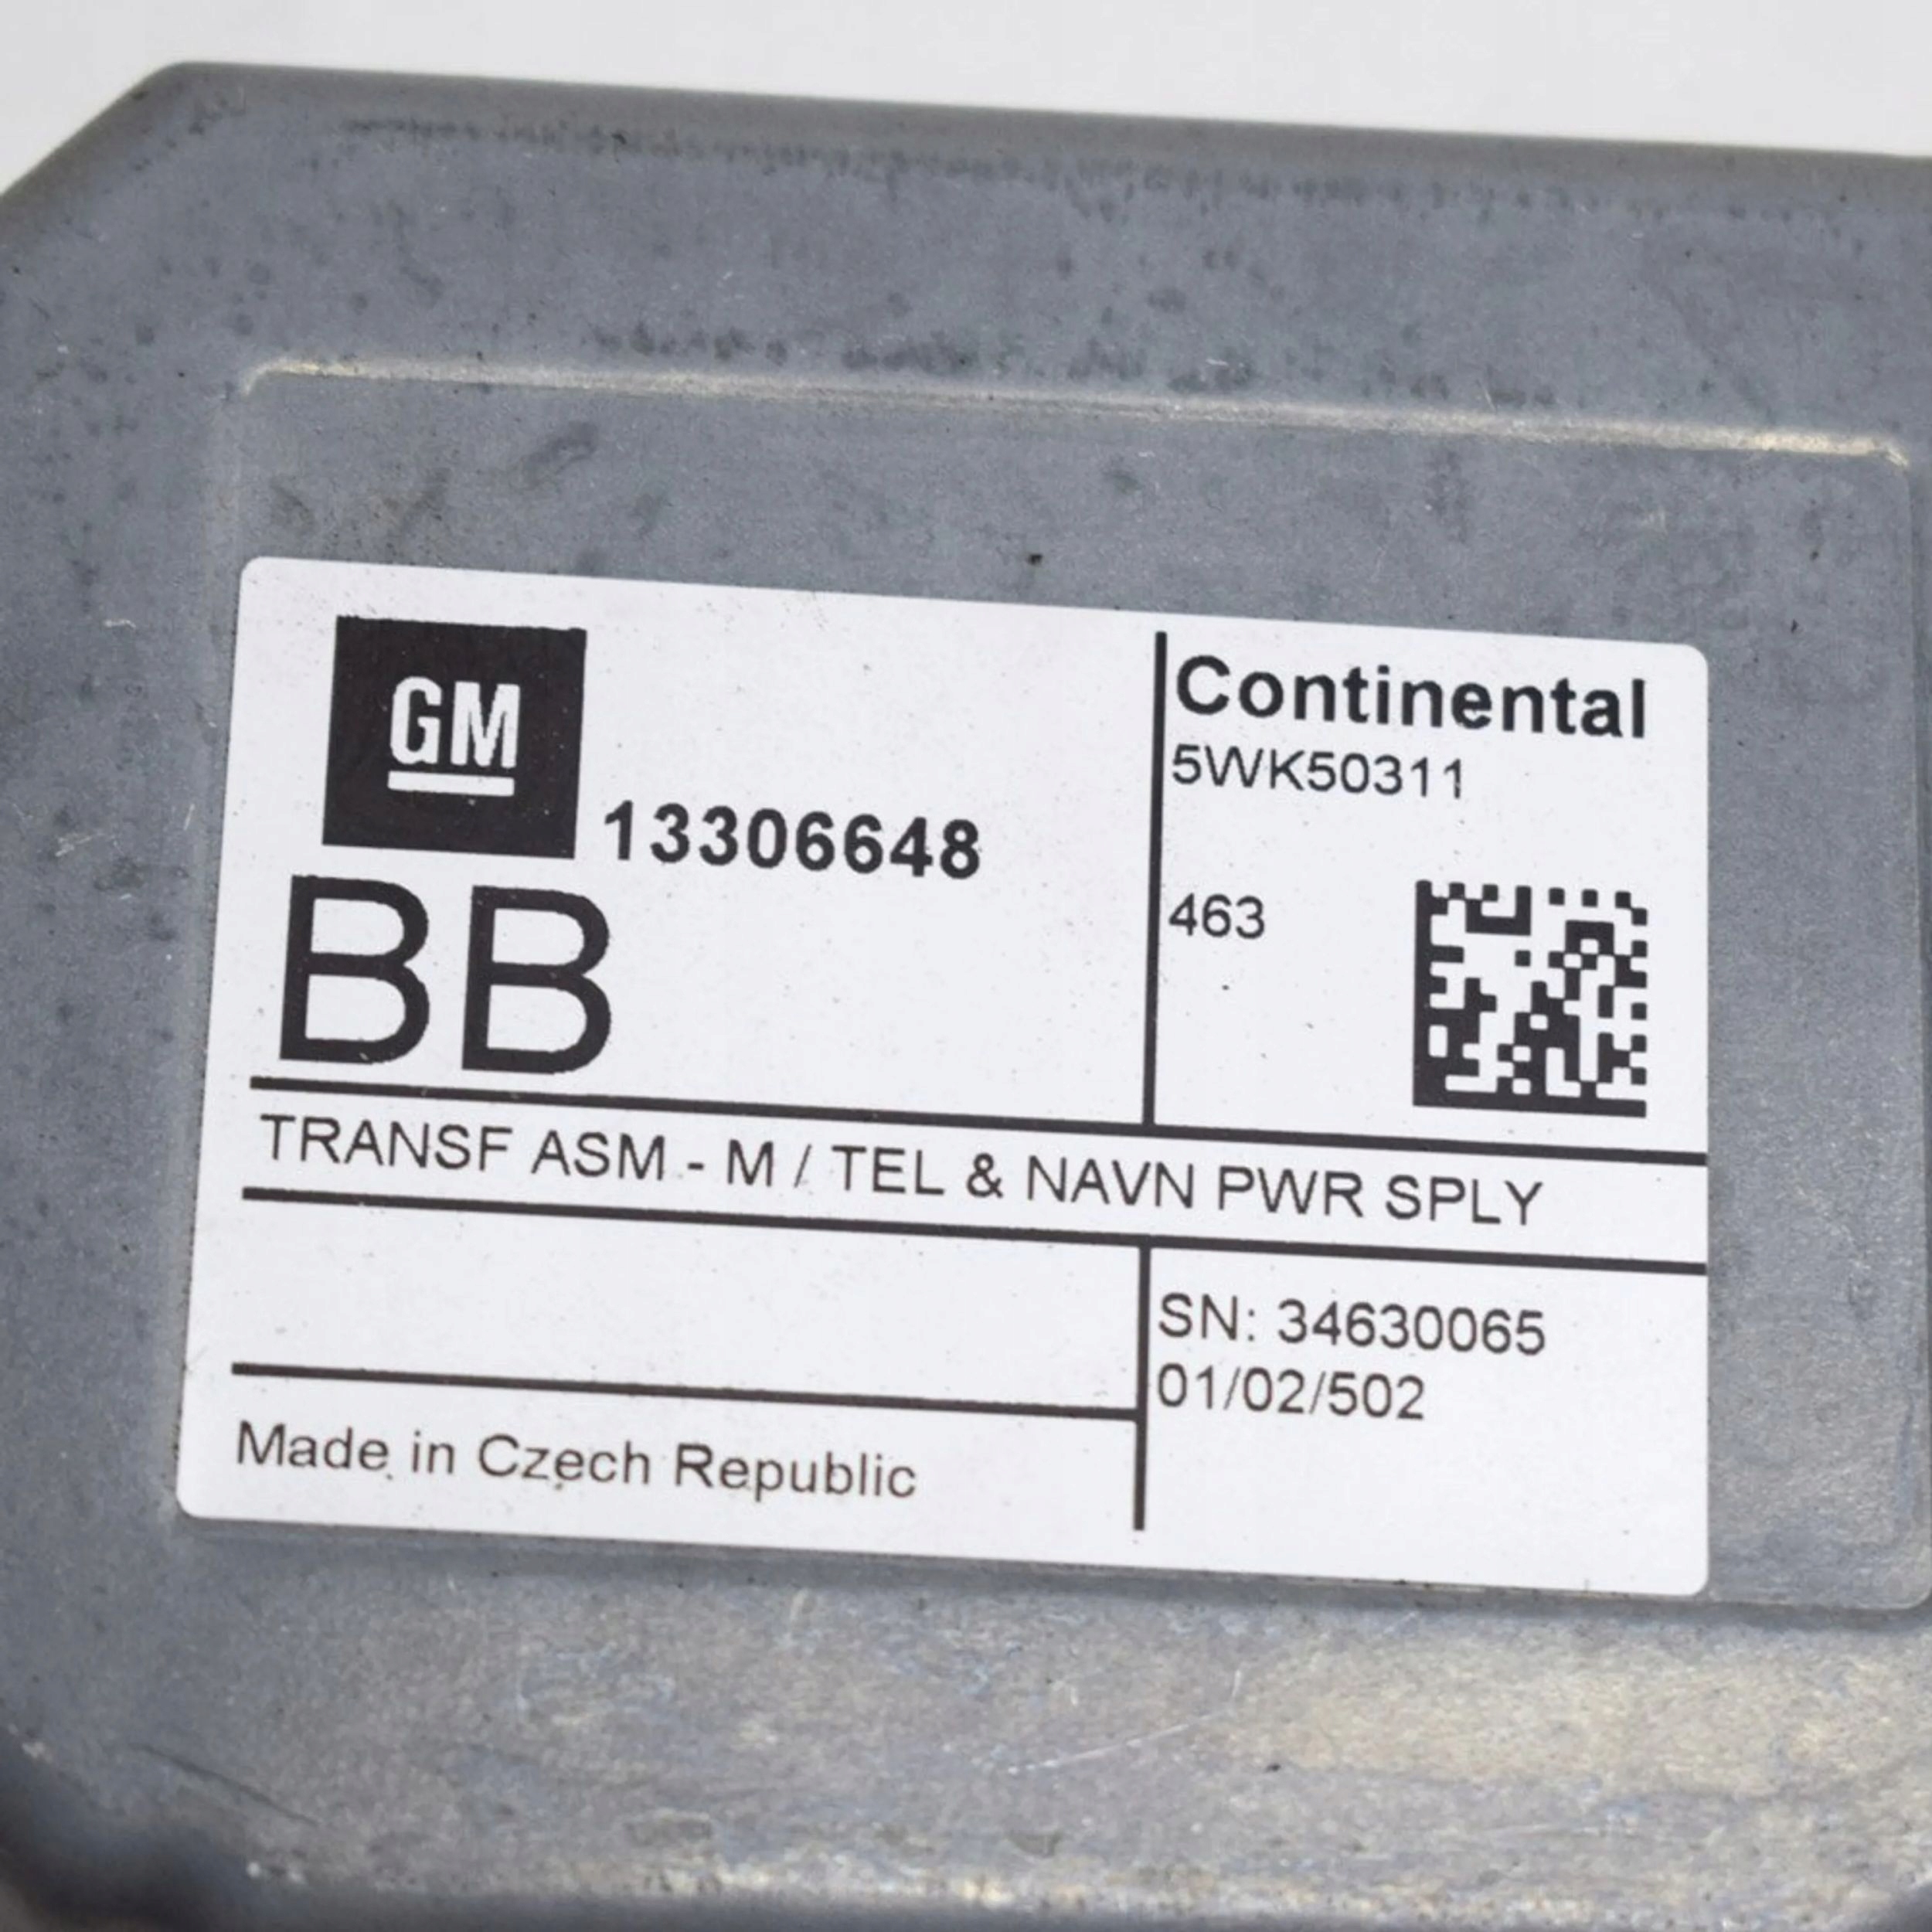 GM
13306648
BB
Continental
5WK50311
463
TRANSF ASM - M / TEL & NAVN PWR SPLY
SN: 34630065
01/02/502
Made in Czech Republic